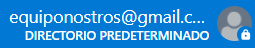 equiponostros@gmail.c...
DIRECTORIO PREDETERMINADO